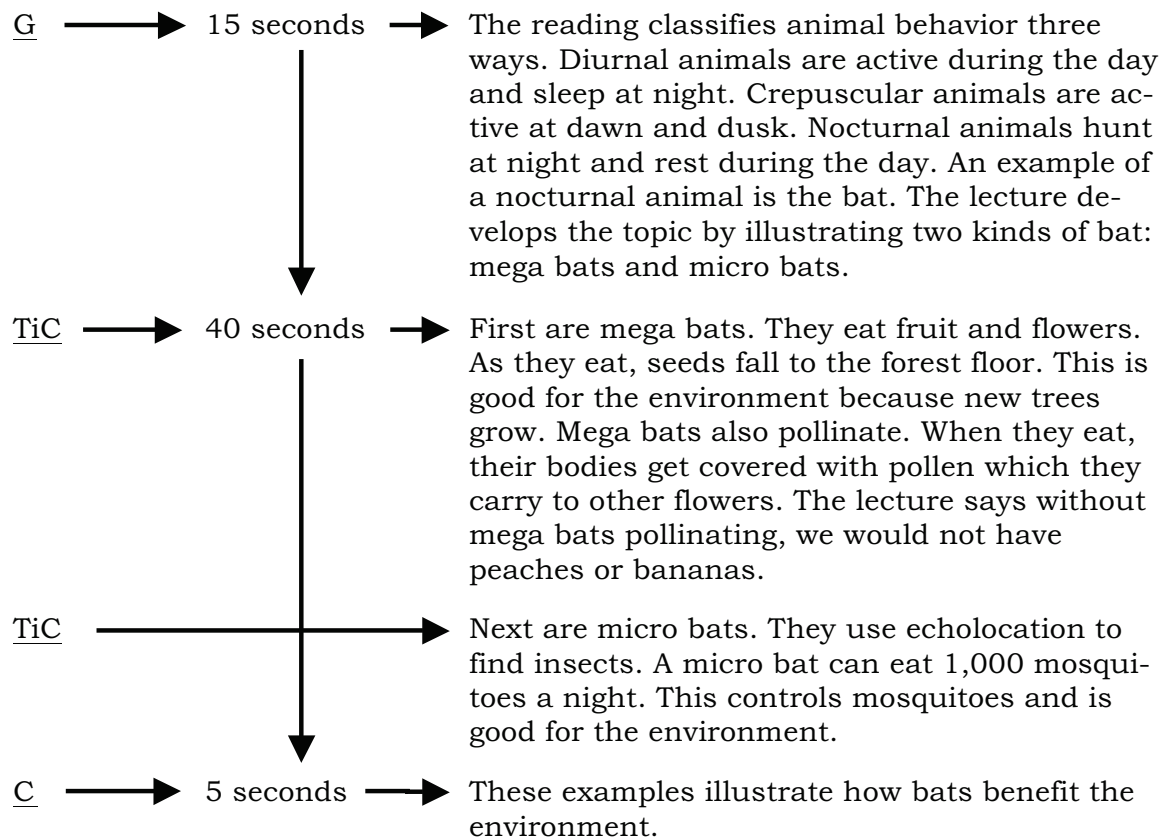 G 15 seconds The reading classifies animal behavior three
ways. Diurnal animals are active during the day
and sleep at night. Crepuscular animals are ac-
tive at dawn and dusk. Nocturnal animals hunt
at night and rest during the day. An example of
a nocturnal animal is the bat. The lecture de-
velops the topic by illustrating two kinds of bat:
mega bats and micro bats.
TiC 40 seconds First are mega bats. They eat fruit and flowers.
As they eat, seeds fall to the forest floor. This is
good for the environment because new trees
grow. Mega bats also pollinate. When they eat,
their bodies get covered with pollen which they
carry to other flowers. The lecture says without
mega bats pollinating, we would not have
peaches or bananas.
TiC Next are micro bats. They use echolocation to
find insects. A micro bat can eat 1,000 mosqui-
toes a night. This controls mosquitoes and is
good for the environment.
C 5 seconds These examples illustrate how bats benefit the
environment.